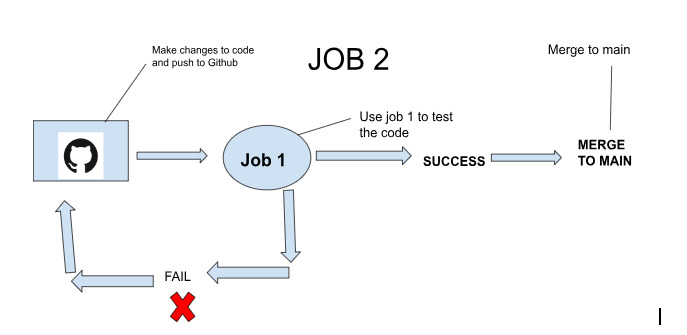 Make changes to code
and push to Github
JOB 2
Merge to main
Use job 1 to test
the code
Job 1
SUCCESS
MERGE
TO MAIN
FAIL